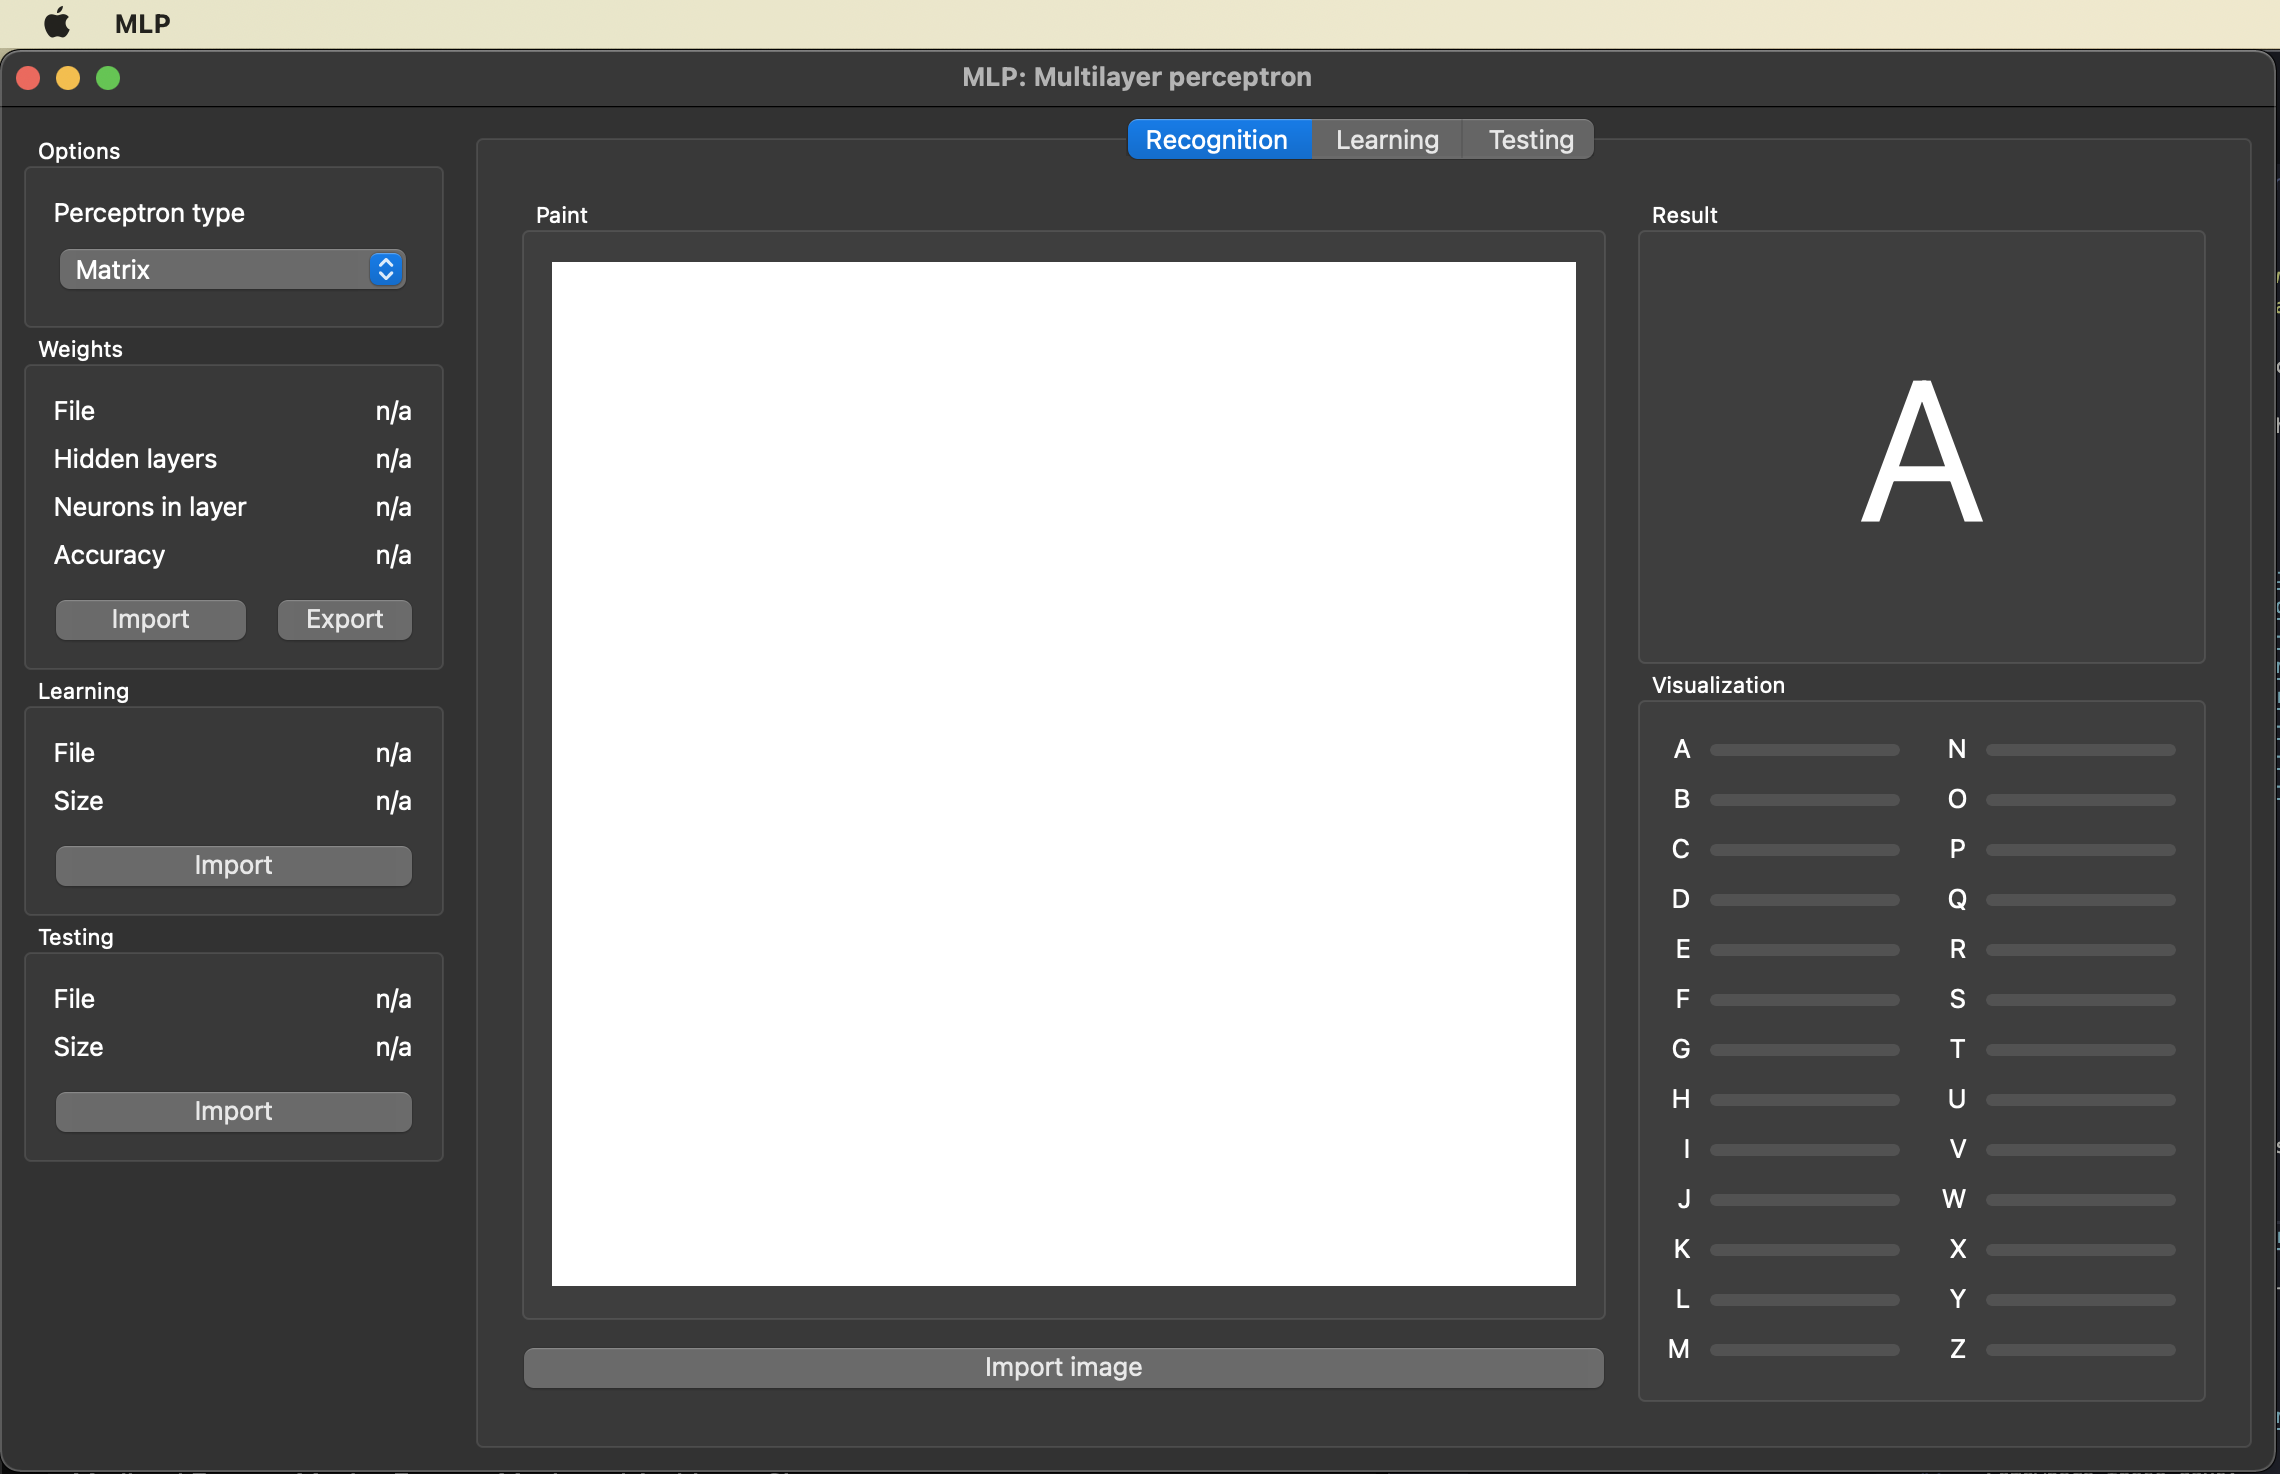 MLP
MLP: Multilayer perceptron
Recognition Learning Testing
Options
Perceptron type
Matrix
Weights
File n/a
Hidden layers n/a
Neurons in layer n/a
Accuracy n/a
Import Export
Learning
File n/a
Size n/a
Import
Testing
File n/a
Size n/a
Import
Paint
Import image
Result
A
Visualization
A N
B O
C P
D Q
E R
F S
G T
H U
I V
J W
K X
L Y
M Z